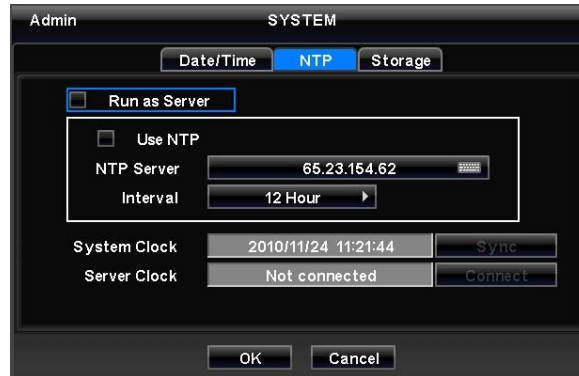 Admin SYSTEM
Date/Time NTP Storage
Run as Server
Use NTP
NTP Server 65.23.154.62
Interval 12 Hour
System Clock 2010/11/24 11:21:44 Sync
Server Clock Not connected Connect
OK Cancel